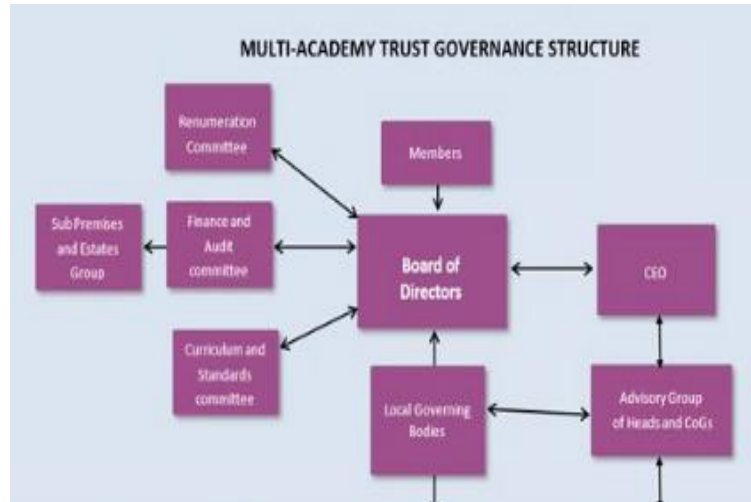 MULTI-ACADEMY TRUST GOVERNANCE STRUCTURE
Renumeration
Committee
Members
Sub Premises
and Estates
Group
Finance and
Audit
committee
Board of
Directors
CEO
Curriculum and
Standards
committee
Local Governing
Bodies
Advisory Group
of Heads and CoGs